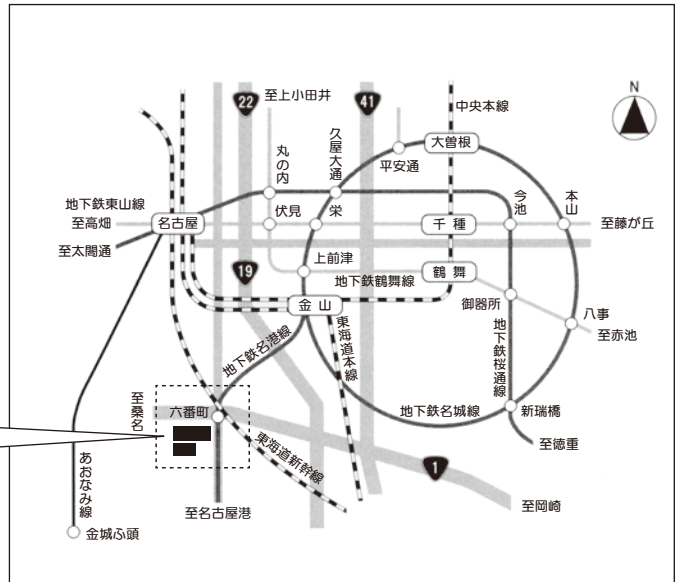 N
22
至上小田井
41
中央本線
大曽根
久屋大通
平安通
丸の内
地下鉄東山線
至高畑
名古屋
伏見
栄
千種
今池
本山
至藤が丘
至太閤通
上前津
鶴舞
19
地下鉄鶴舞線
金山
御器所
八事
至赤池
地下鉄名港線
東海道本線
地下鉄桜通線
至桑名
六番町
地下鉄名城線
新瑞橋
至徳重
あおなみ線
東海道新幹線
1
至名古屋港
至岡崎
金城ふ頭